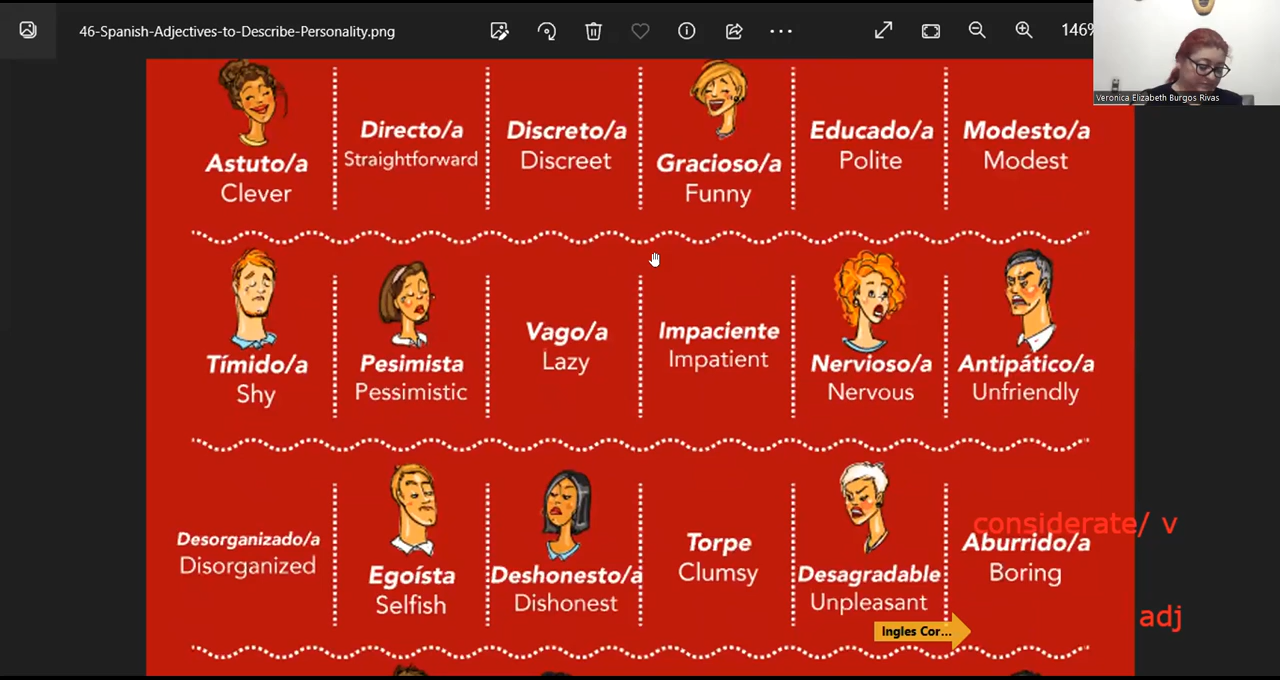 46-Spanish-Adjectives-to-Describe-Personality.png
146%
Veronica Elizabeth Burgos Rivas
Astuto/a
Clever
Directo/a
Straightforward
Discreto/a
Discreet
Gracioso/a
Funny
Educado/a
Polite
Modesto/a
Modest
Tímido/a
Shy
Pesimista
Pessimistic
Vago/a
Lazy
Impaciente
Impatient
Nervioso/a
Nervous
Antipático/a
Unfriendly
Desorganizado/a
Disorganized
Egoísta
Selfish
Deshonesto/a
Dishonest
Torpe
Clumsy
Desagradable
Unpleasant
considerate/ v
Aburrido/a
Boring
adj
Ingles Cor...